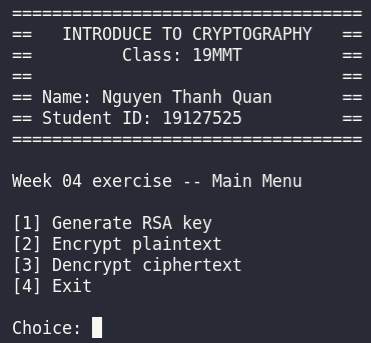 ===================================
==   INTRODUCE TO CRYPTOGRAPHY   ==
==         Class: 19MMT          ==
==                               ==
== Name: Nguyen Thanh Quan       ==
== Student ID: 19127525          ==
===================================
Week 04 exercise -- Main Menu
[1] Generate RSA key
[2] Encrypt plaintext
[3] Dencrypt ciphertext
[4] Exit
Choice: